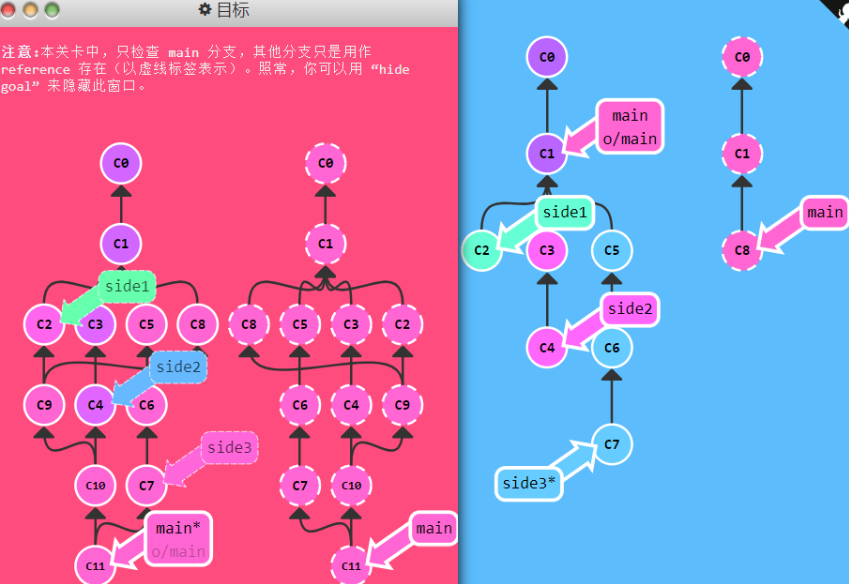 目标
注意:本关卡中，只检查 main 分支，其他分支只是用作
reference 存在（以虚线标签表示）。照常，你可以用 “hide
goal” 来隐藏此窗口。
C0
C0
C1
C1
side1
C2
C3
C5
C8
C8
C5
C3
C2
side2
C9
C4
C6
C6
C4
C9
side3
C10
C7
C7
C10
main*
o/main
main
C11
C11
C0
C0
main
o/main
C1
C1
side1
main
C2
C3
C5
C8
side2
C4
C6
C7
side3*